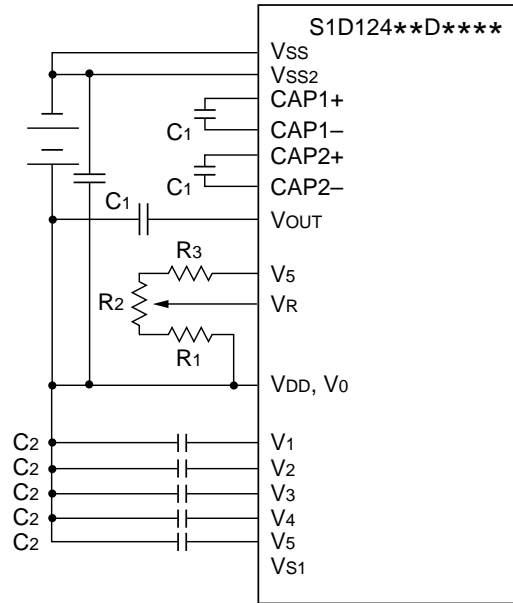 S1D124**D****
VSS
VSS2
CAP1+
C1
CAP1–
CAP2+
C1
CAP2–
C1
VOUT
R3
V5
R2
VR
R1
VDD, V0
C2
V1
C2
V2
C2
V3
C2
V4
C2
V5
VS1